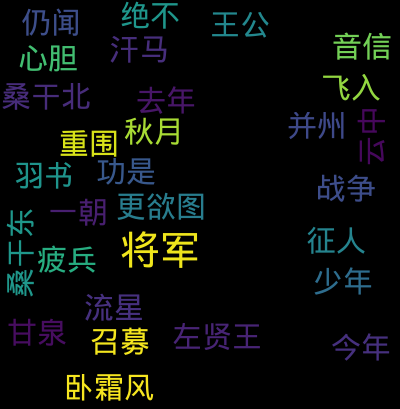 仍闻
绝不
王公
心胆
汗马
音信
桑干北
去年
飞入
重围
秋月
并州
云中
羽书
功是
战争
一朝
更欲图
桑干东
疲兵
将军
征人
少年
流星
甘泉
召募
左贤王
今年
卧霜风